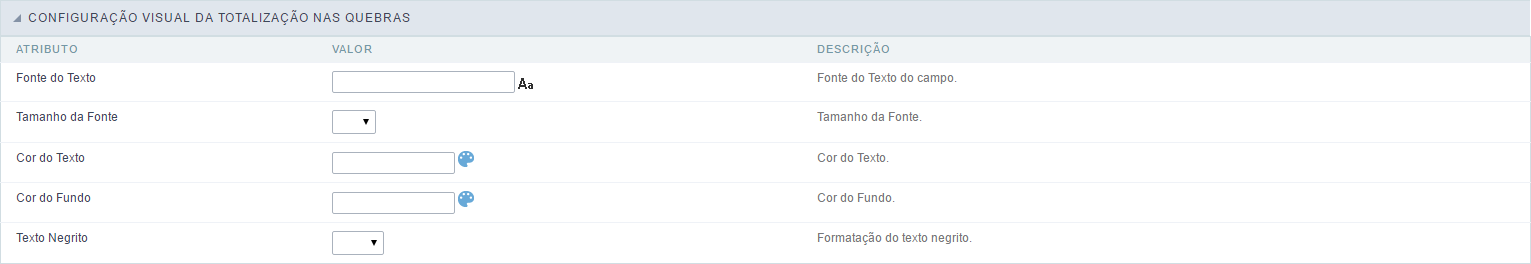 CONFIGURAÇÃO VISUAL DA TOTALIZAÇÃO NAS QUEBRAS
ATRIBUTO VALOR DESCRIÇÃO
Fonte do Texto Aa Fonte do Texto do campo.
Tamanho da Fonte Tamanho da Fonte.
Cor do Texto Cor do Texto.
Cor do Fundo Cor do Fundo.
Texto Negrito Formatação do texto negrito.